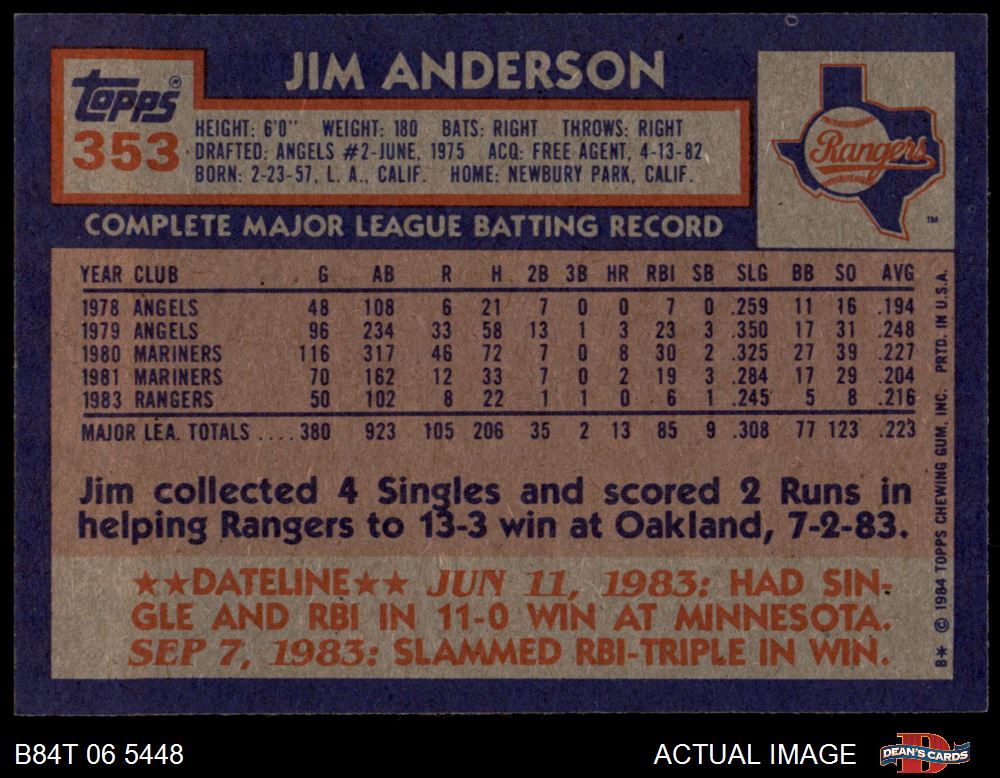 JIM ANDERSON
topps®
353
HEIGHT: 6'0" WEIGHT: 180 BATS: RIGHT THROWS: RIGHT
DRAFTED: ANGELS #2-JUNE, 1975 ACQ: FREE AGENT, 4-13-82
BORN: 2-23-57, L. A., CALIF. HOME: NEWBURY PARK, CALIF.
Rangers
TM
COMPLETE MAJOR LEAGUE BATTING RECORD
YEAR CLUB G AB R H 2B 3B HR RBI SB SLG BB SO AVG
1978 ANGELS 48 108 6 21 7 0 0 7 0 .259 11 16 .194
1979 ANGELS 96 234 33 58 13 1 3 23 3 .350 17 31 .248
1980 MARINERS 116 317 46 72 7 0 8 30 2 .325 27 39 .227
1981 MARINERS 70 162 12 33 7 0 2 19 3 .284 17 29 .204
1983 RANGERS 50 102 8 22 1 1 0 6 1 .245 5 8 .216
MAJOR LEA. TOTALS .... 380 923 105 206 35 2 13 85 9 .308 77 123 .223
Jim collected 4 Singles and scored 2 Runs in
helping Rangers to 13-3 win at Oakland, 7-2-83.
★★DATELINE★★ JUN 11, 1983: HAD SIN-
GLE AND RBI IN 11-0 WIN AT MINNESOTA.
SEP 7, 1983: SLAMMED RBI-TRIPLE IN WIN.
B* © 1984 TOPPS CHEWING GUM, INC. PRTD. IN U.S.A.
B84T 06 5448
ACTUAL IMAGE
D
DEAN'S CARDS